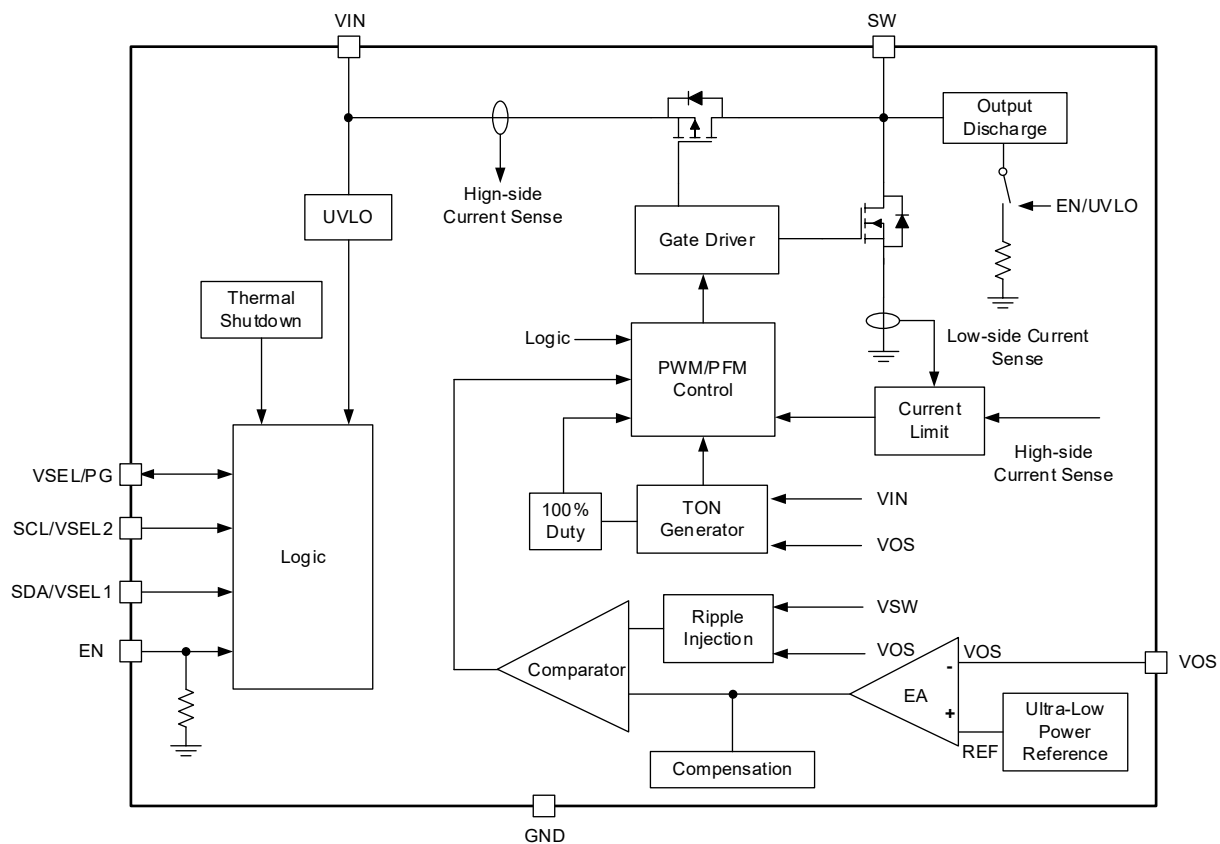 VIN
SW
Output
Discharge
Hign-side
Current Sense
UVLO
EN/UVLO
Gate Driver
Thermal
Shutdown
Logic
Low-side Current
Sense
PWM/PFM
Control
Current
Limit
High-side
Current Sense
VSEL/PG
SCL/VSEL2
SDA/VSEL1
EN
Logic
100%
Duty
TON
Generator
VIN
VOS
Ripple
Injection
VSW
VOS
Comparator
VOS
-
EA
+
REF
VOS
Ultra-Low
Power
Reference
Compensation
GND